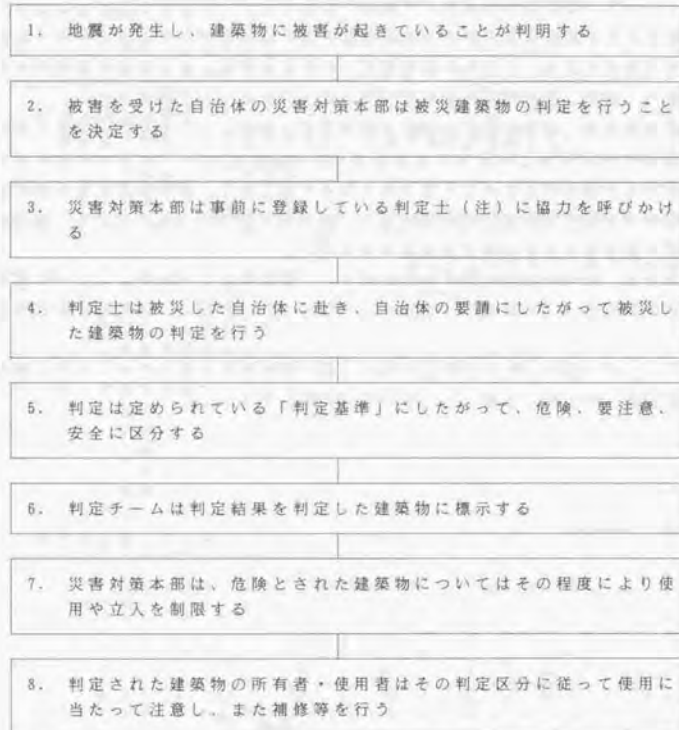 1. 地震が発生し、建築物に被害が起きていることが判明する
2. 被害を受けた自治体の災害対策本部は被災建築物の判定を行うこと
を決定する
3. 災害対策本部は事前に登録している判定士(注)に協力を呼びかけ
る
4. 判定士は被災した自治体に赴き、自治体の要請にしたがって被災し
た建築物の判定を行う
5. 判定は定められている「判定基準」にしたがって、危険、要注意、
安全に区分する
6. 判定チームは判定結果を判定した建築物に標示する
7. 災害対策本部は、危険とされた建築物についてはその程度により使
用や立入を制限する
8. 判定された建築物の所有者・使用者はその判定区分に従って使用に
当たって注意し、また補修等を行う